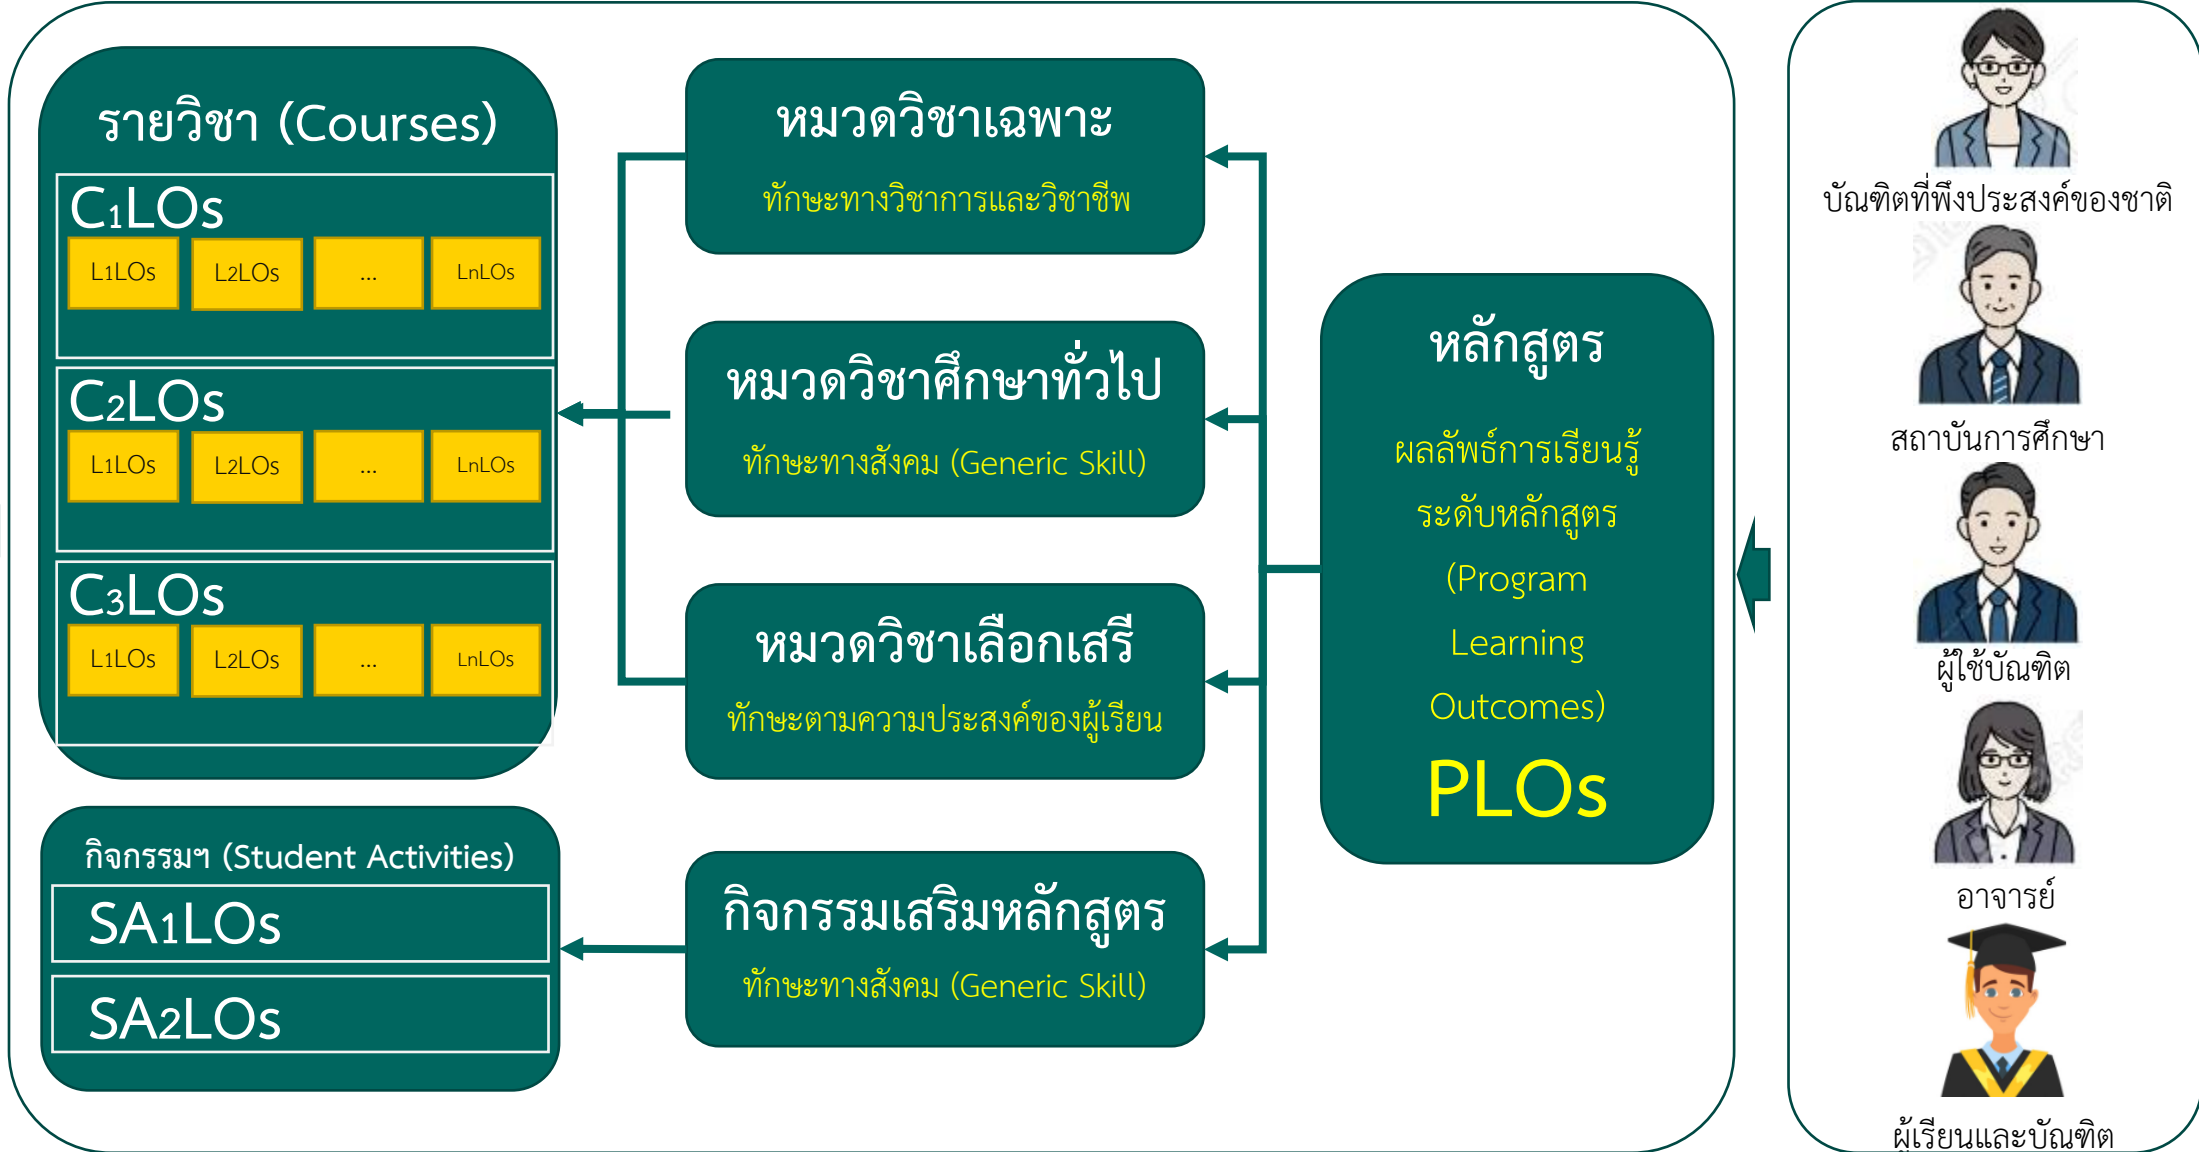 รายวิชา (Courses)
C1LOs
L1LOs
L2LOs
...
LnLOs
C2LOs
L1LOs
L2LOs
...
LnLOs
C3LOs
L1LOs
L2LOs
...
LnLOs
กิจกรรมฯ (Student Activities)
SA1LOs
SA2LOs
หมวดวิชาเฉพาะ
ทักษะทางวิชาการและวิชาชีพ
หมวดวิชาศึกษาทั่วไป
ทักษะทางสังคม (Generic Skill)
หมวดวิชาเลือกเสรี
ทักษะตามความประสงค์ของผู้เรียน
กิจกรรมเสริมหลักสูตร
ทักษะทางสังคม (Generic Skill)
หลักสูตร
ผลลัพธ์การเรียนรู้
ระดับหลักสูตร
(Program
Learning
Outcomes)
PLOs
บัณฑิตที่พึงประสงค์ของชาติ
สถาบันการศึกษา
ผู้ใช้บัณฑิต
อาจารย์
ผู้เรียนและบัณฑิต